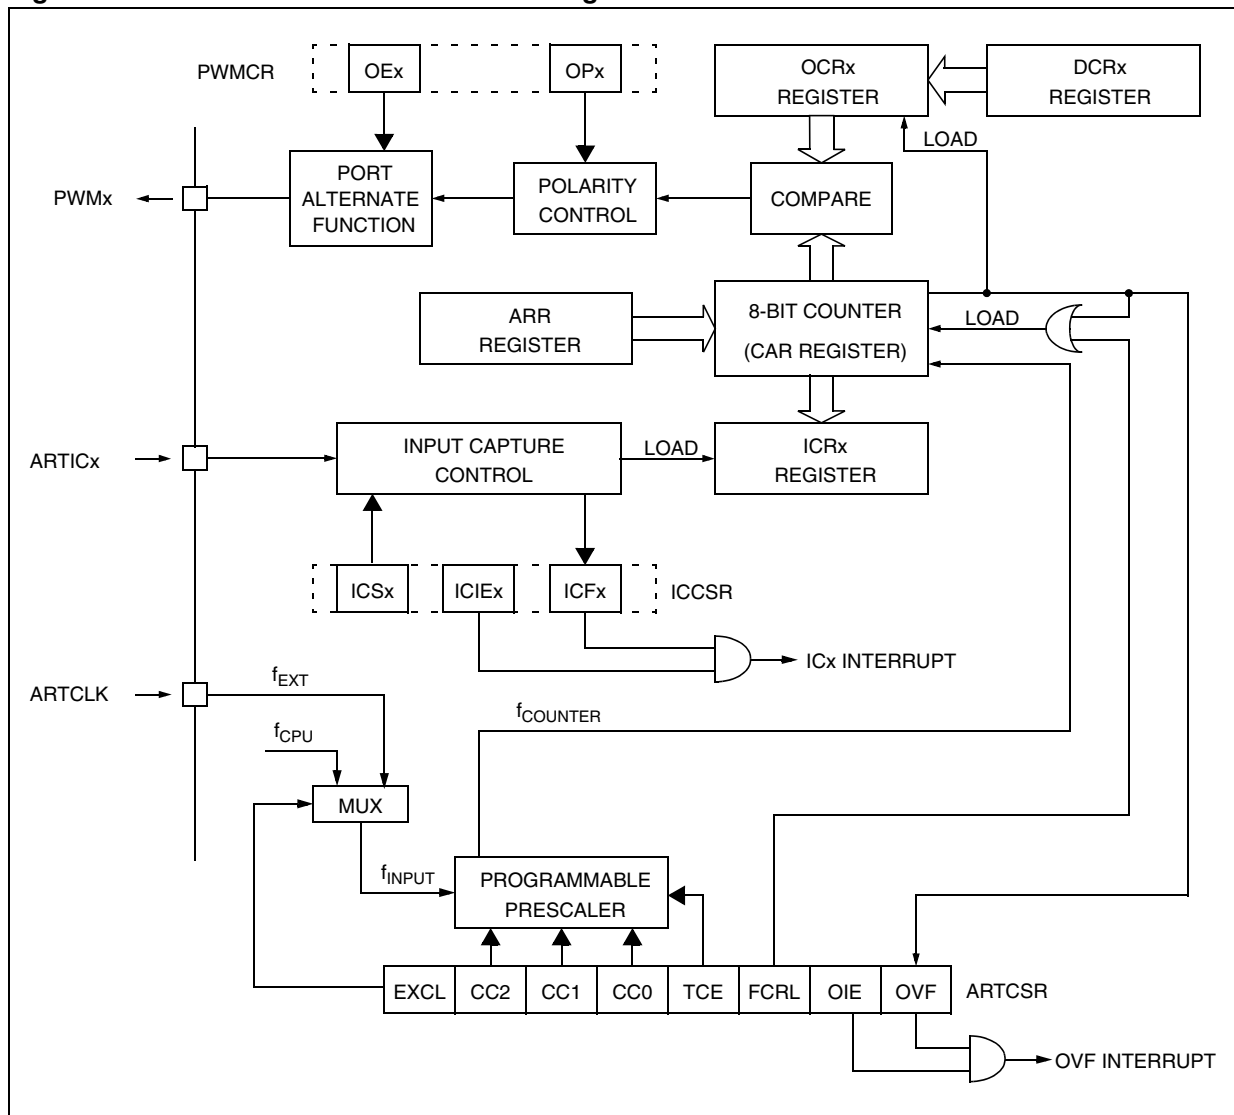 PWMCR
OEx
OPx
OCRx
REGISTER
DCRx
REGISTER
LOAD
PWMx
PORT
ALTERNATE
FUNCTION
POLARITY
CONTROL
COMPARE
ARR
REGISTER
8-BIT COUNTER
(CAR REGISTER)
LOAD
ARTICx
INPUT CAPTURE
CONTROL
LOAD
ICRx
REGISTER
ICSx
ICIEx
ICFx
ICCSR
ICx INTERRUPT
ARTCLK
fEXT
fCPU
fCOUNTER
MUX
fINPUT
PROGRAMMABLE
PRESCALER
EXCL
CC2
CC1
CC0
TCE
FCRL
OIE
OVF
ARTCSR
OVF INTERRUPT